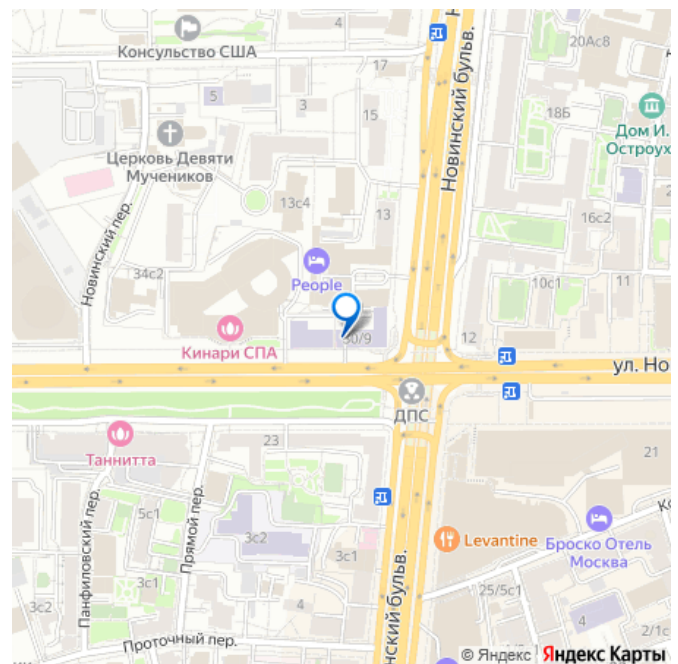 4с6
Консульство США
17
5
3
15
Церковь Девяти
Мучеников
13с4
13
Новинский бульв.
20Ас8
18Б
Дом И.
Остроух
16с2
Новинский пер.
34с2
People
10с1
11
30/9
12
Кинари СПА
ул. Но
ДПС
23
21
Таннитта
Панфиловский пер.
5с1
Прямой пер.
3с2
3с1
Levantine
Броско Отель
Москва
3с1
3с2
4
25/5с1
4
2/1с
Проточный пер.
нский бульв.
© Яндекс Яндекс Карты